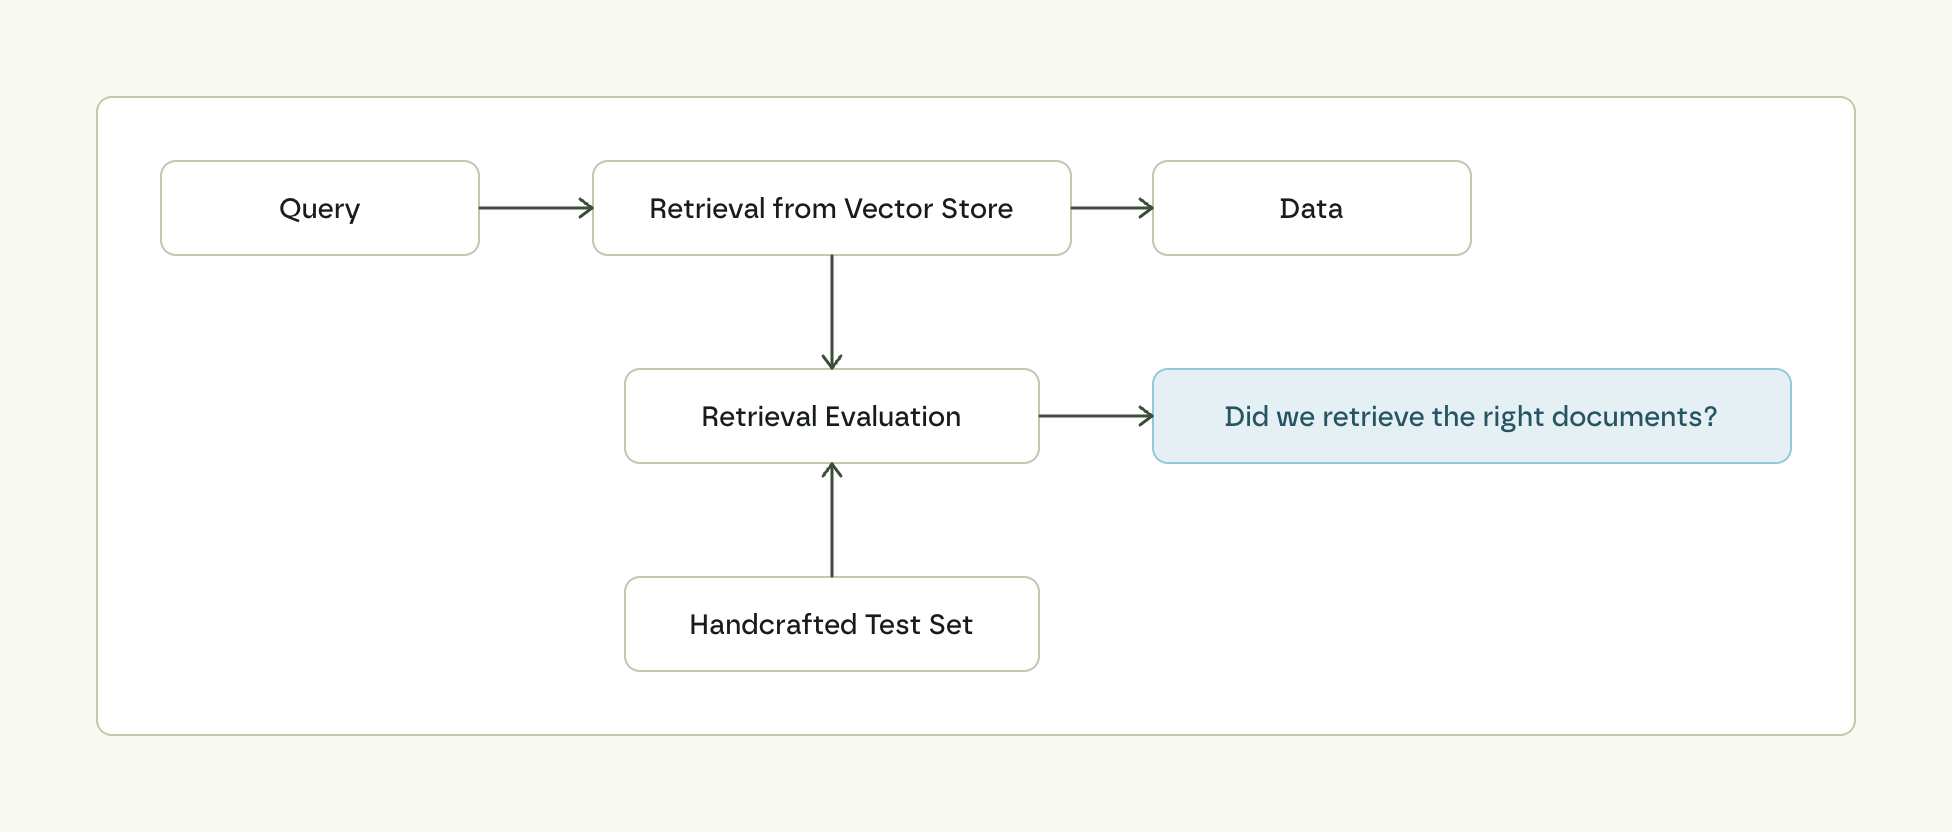 Query
Retrieval from Vector Store
Data
Retrieval Evaluation
Did we retrieve the right documents?
Handcrafted Test Set